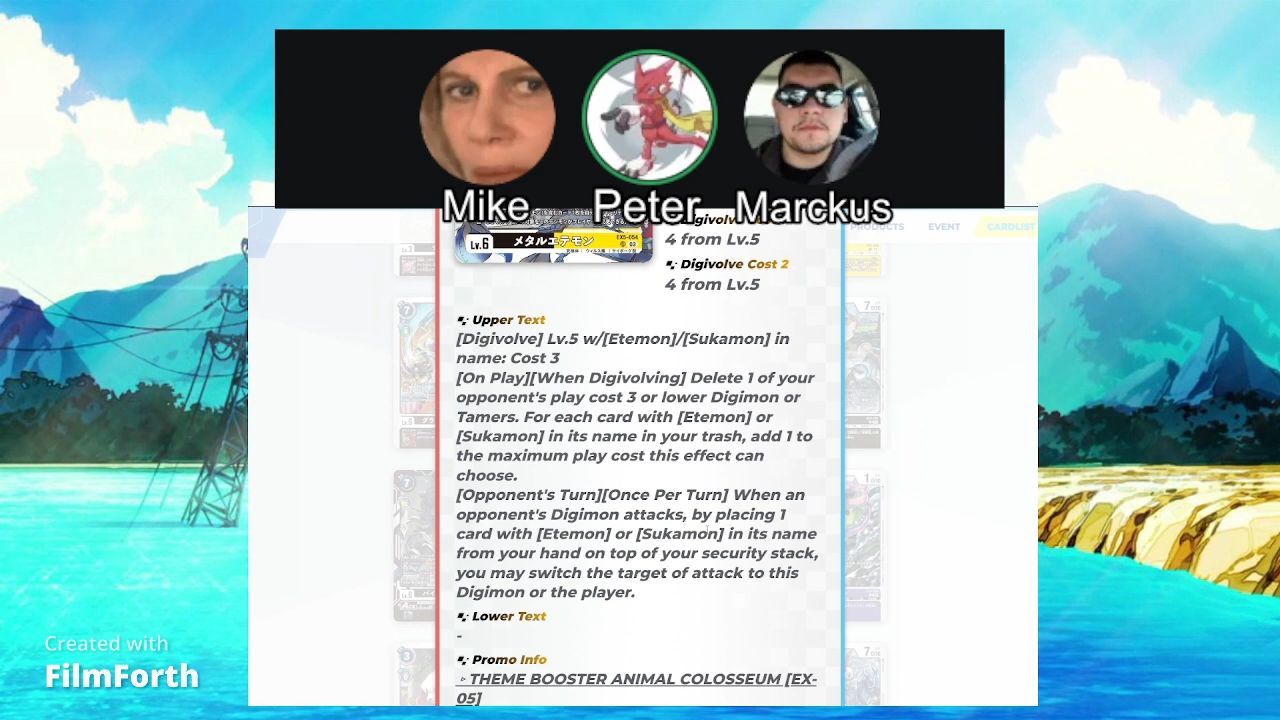 Mike
Peter
Marckus
PRODUCTS
EVENT
CARDLIST
Lv.6
メタルエテモン
EX5-054
4 from Lv.5
Digivolve Cost 2
4 from Lv.5
Upper Text
[Digivolve] Lv.5 w/[Etemon]/[Sukamon] in
name: Cost 3
[On Play][When Digivolving] Delete 1 of your
opponent's play cost 3 or lower Digimon or
Tamers. For each card with [Etemon] or
[Sukamon] in its name in your trash, add 1 to
the maximum play cost this effect can
choose.
[Opponent's Turn][Once Per Turn] When an
opponent's Digimon attacks, by placing 1
card with [Etemon] or [Sukamon] in its name
from your hand on top of your security stack,
you may switch the target of attack to this
Digimon or the player.
Lower Text
-
Promo Info
THEME BOOSTER ANIMAL COLOSSEUM [EX-
05]
Created with
FilmForth